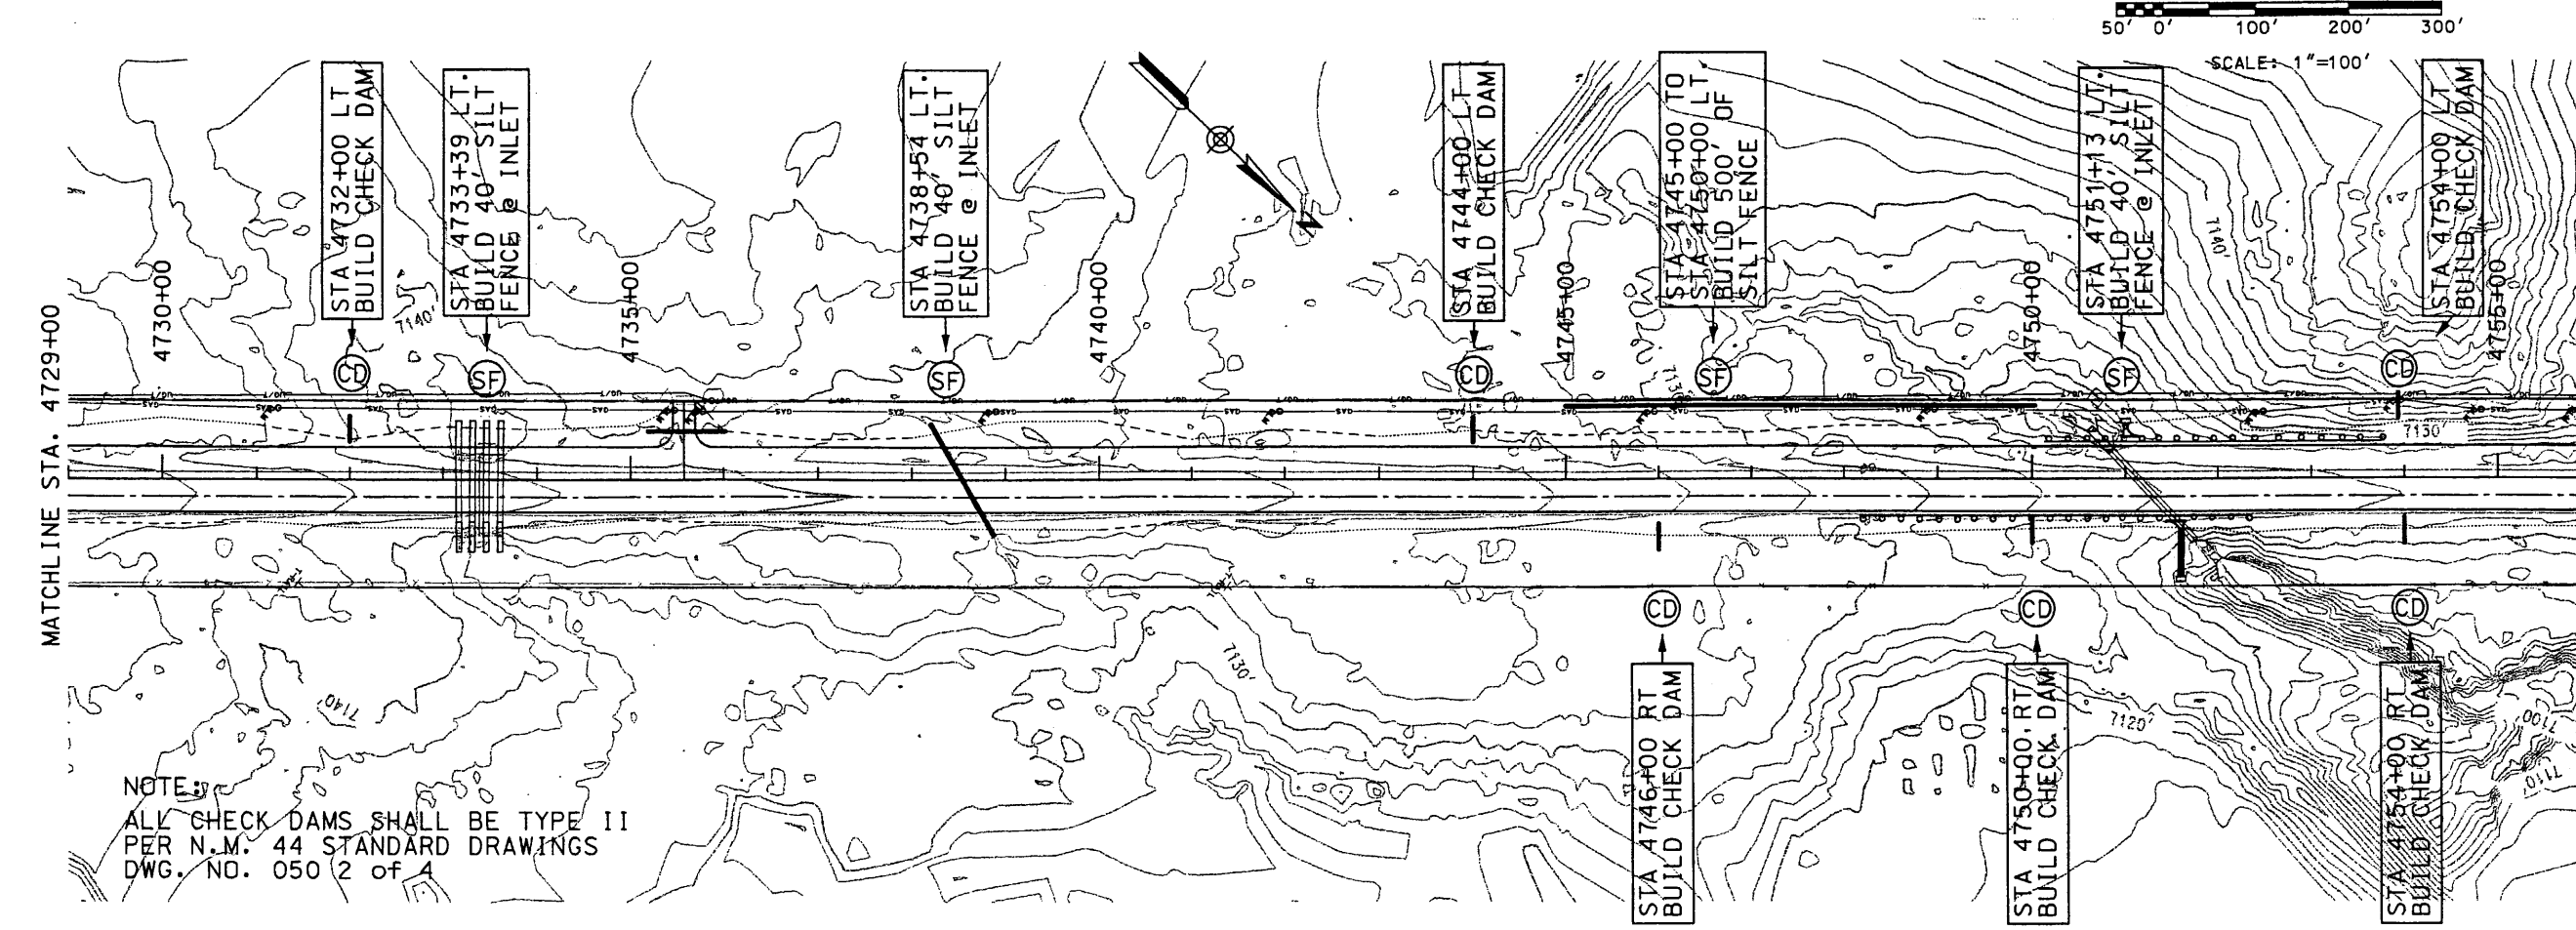 50' 0' 100' 200' 300'
SCALE: 1"=100'
MATCHLINE STA. 4729+00
STA 4732+00 LT
BUILD CHECK DAM
STA 4733+39 LT.
BUILD 40' SILT
FENCE @ INLET
STA 4738+54 LT.
BUILD 40' SILT
FENCE @ INLET
STA 4744+00 LT
BUILD CHECK DAM
STA 4745+00 TO
STA 4750+00 LT.
BUILD 500' OF
SILT FENCE
STA 4751+13 LT.
BUILD 40' SILT
FENCE @ INLET
STA 4754+00 LT
BUILD CHECK DAM
4730+00
4735+00
4740+00
4745+00
4750+00
4755+00
N
7140'
7140'
CD
SF
SF
CD
SF
SF
CD
7130'
7130'
7140'
7120'
7100'
7110
CD
CD
CD
STA 4746+00 RT
BUILD CHECK DAM
STA 4750+00 RT
BUILD CHECK DAM
STA 4754+00 RT
BUILD CHECK DAM
NOTE:
ALL CHECK DAMS SHALL BE TYPE II
PER N.M. 44 STANDARD DRAWINGS
DWG. NO. 050 2 of 4